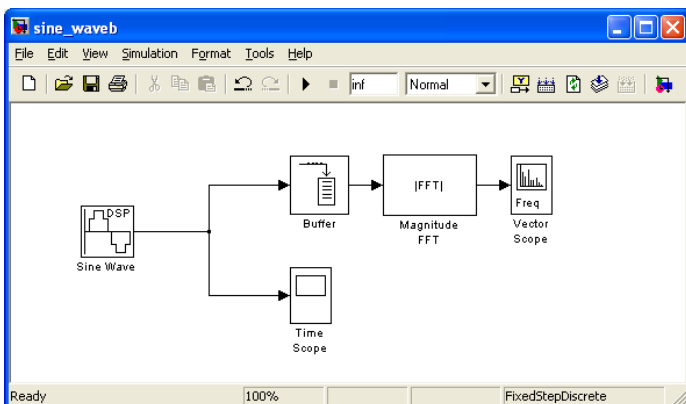 sine_waveb
File Edit View Simulation Format Tools Help
inf Normal
DSP
Sine Wave
Buffer
|FFT|
Magnitude
FFT
Freq
Vector
Scope
Time
Scope
Ready 100% FixedStepDiscrete